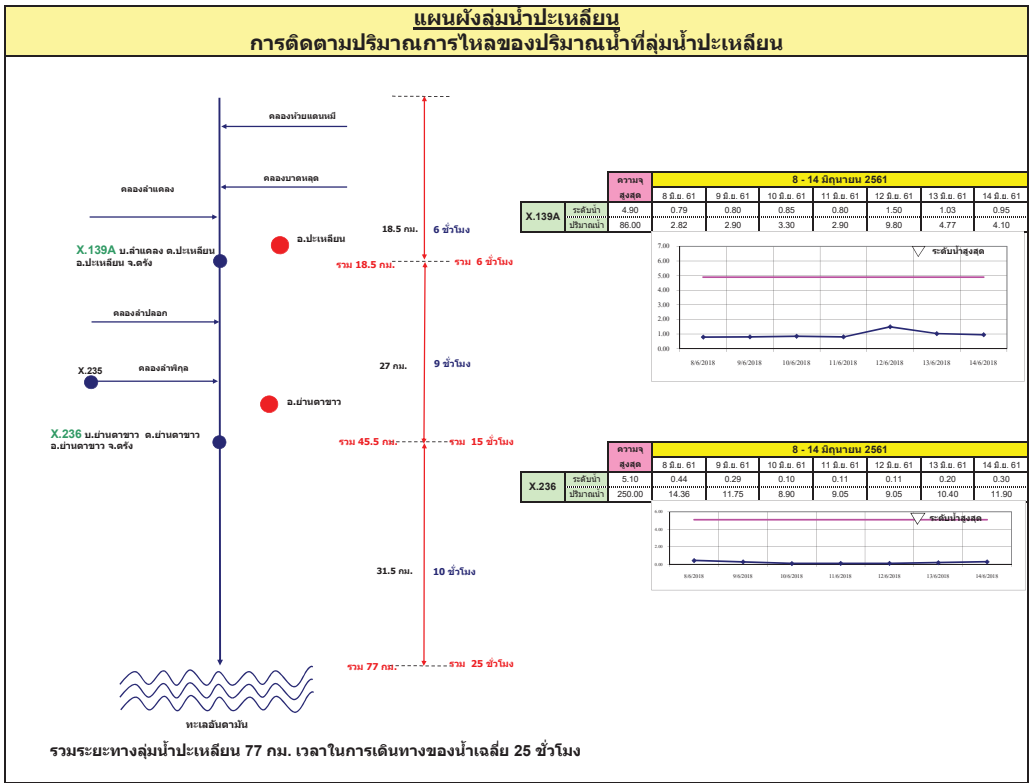 แผนผังลุ่มน้ำปะเหลียน
การติดตามปริมาณการไหลของปริมาณน้ำที่ลุ่มน้ำปะเหลียน
คลองห้วยแดนหมี
คลองบาตหลุด
คลองลำแคลง
18.5 กม. 6 ชั่วโมง
อ.ปะเหลียน
X.139A บ.ลำแคลง ต.ปะเหลียน
อ.ปะเหลียน จ.ตรัง
รวม 18.5 กม. รวม 6 ชั่วโมง
คลองลำปลอก
27 กม. 9 ชั่วโมง
X.235 คลองลำพิกุล
อ.ย่านตาขาว
X.236 บ.ย่านตาขาว ต.ย่านตาขาว
อ.ย่านตาขาว จ.ตรัง
รวม 45.5 กม. รวม 15 ชั่วโมง
31.5 กม. 10 ชั่วโมง
รวม 77 กม. รวม 25 ชั่วโมง
ทะเลอันดามัน
ความจุ 8 - 14 มิถุนายน 2561
สูงสุด 8 มิ.ย. 61 9 มิ.ย. 61 10 มิ.ย. 61 11 มิ.ย. 61 12 มิ.ย. 61 13 มิ.ย. 61 14 มิ.ย. 61
X.139A ระดับน้ำ 4.90 0.79 0.80 0.85 0.80 1.50 1.03 0.95
ปริมาณน้ำ 86.00 2.82 2.90 3.30 2.90 9.80 4.77 4.10
ระดับน้ำสูงสุด
7.00
6.00
5.00
4.00
3.00
2.00
1.00
0.00
8/6/2018 9/6/2018 10/6/2018 11/6/2018 12/6/2018 13/6/2018 14/6/2018
ความจุ 8 - 14 มิถุนายน 2561
สูงสุด 8 มิ.ย. 61 9 มิ.ย. 61 10 มิ.ย. 61 11 มิ.ย. 61 12 มิ.ย. 61 13 มิ.ย. 61 14 มิ.ย. 61
X.236 ระดับน้ำ 5.10 0.44 0.29 0.10 0.11 0.11 0.20 0.30
ปริมาณน้ำ 250.00 14.36 11.75 8.90 9.05 9.05 10.40 11.90
ระดับน้ำสูงสุด
6.00
4.00
2.00
0.00
8/6/2018 9/6/2018 10/6/2018 11/6/2018 12/6/2018 13/6/2018 14/6/2018
รวมระยะทางลุ่มน้ำปะเหลียน 77 กม. เวลาในการเดินทางของน้ำเฉลี่ย 25 ชั่วโมง